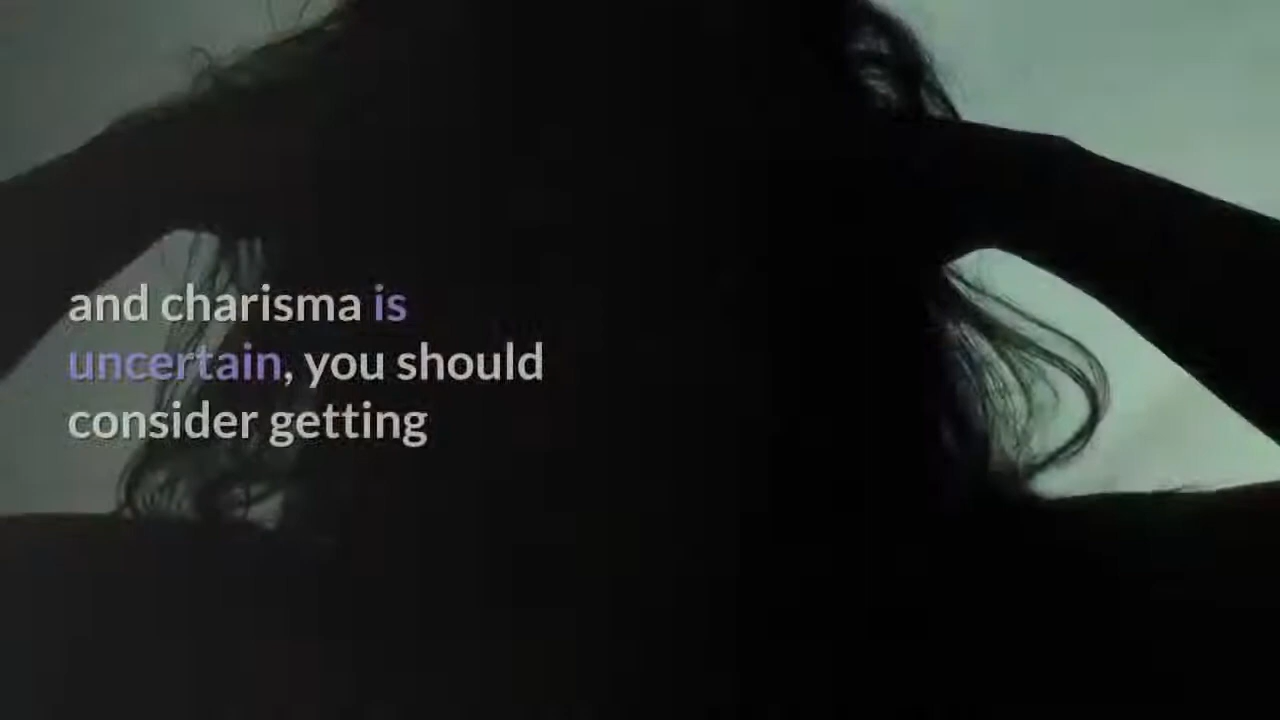 and charisma is
uncertain, you should
consider getting